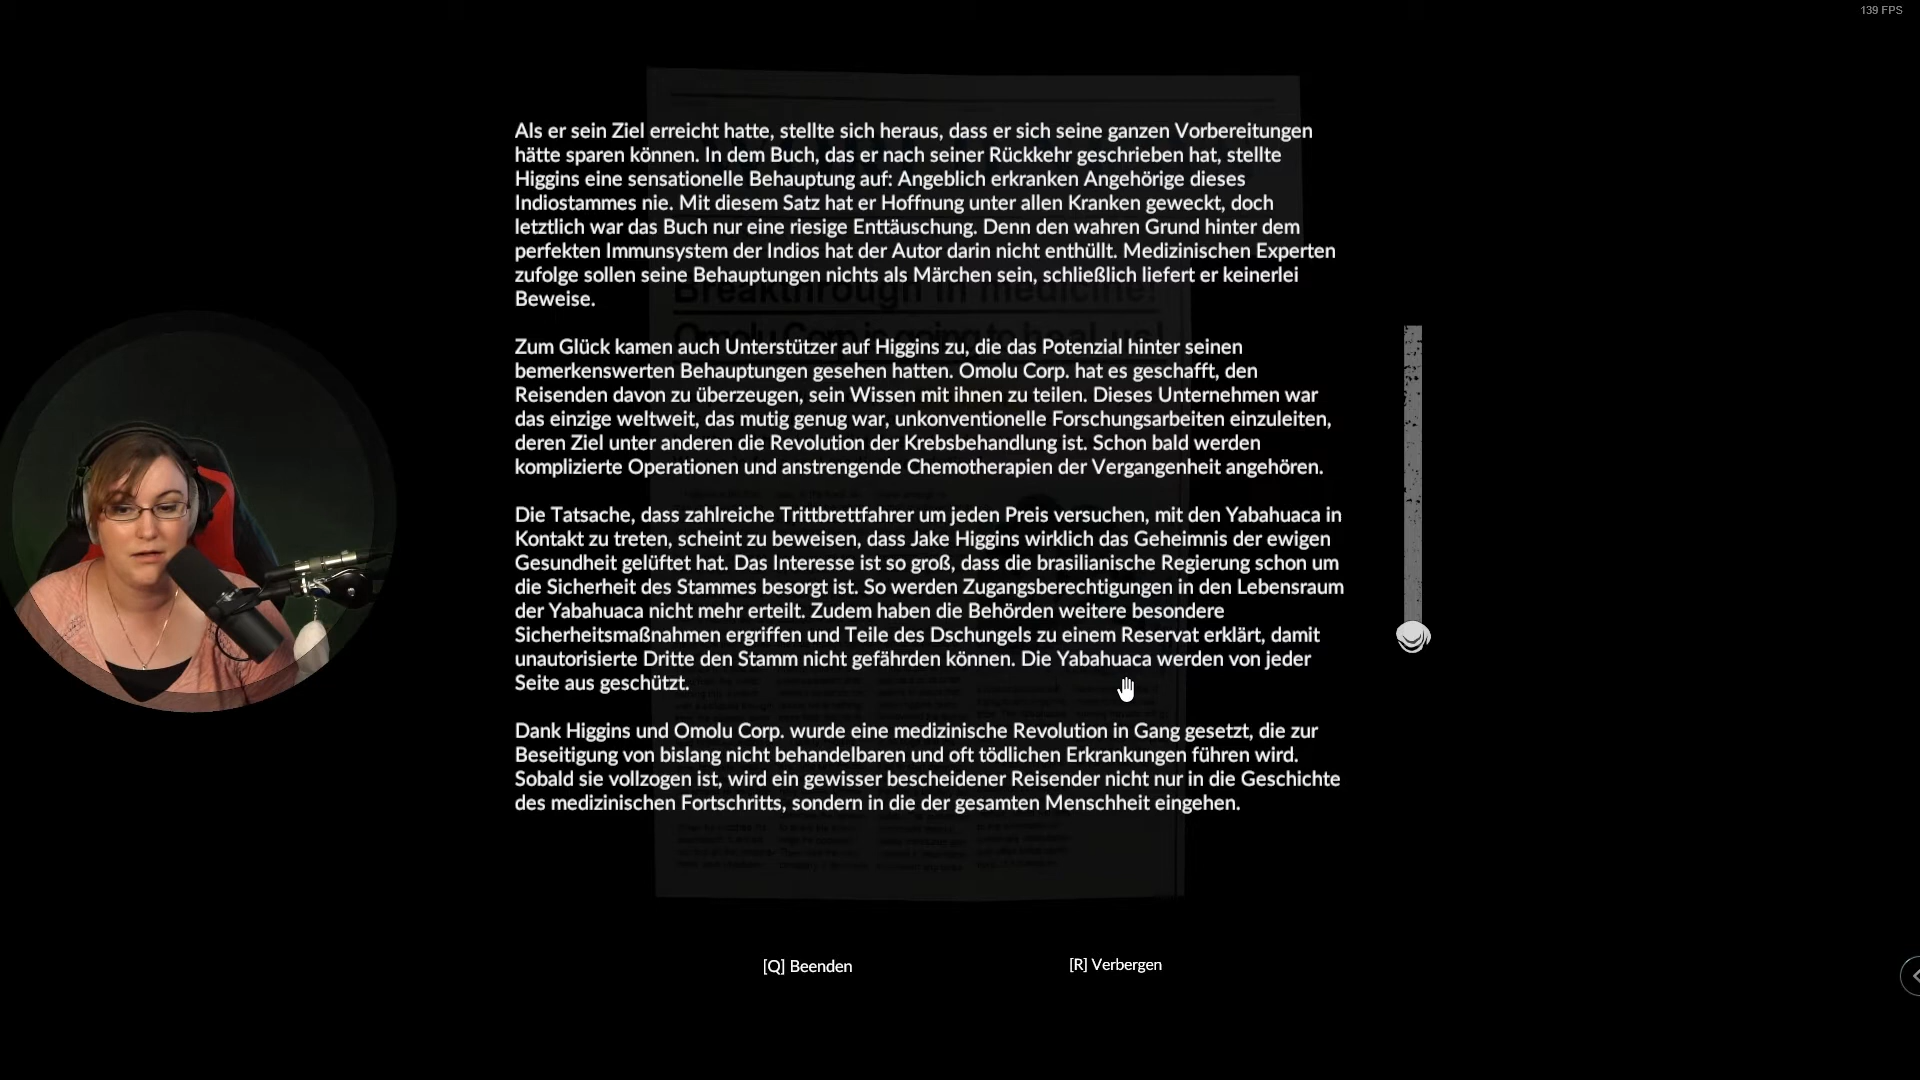 139 FPS
Als er sein Ziel erreicht hatte, stellte sich heraus, dass er sich seine ganzen Vorbereitungen
hätte sparen können. In dem Buch, das er nach seiner Rückkehr geschrieben hat, stellte
Higgins eine sensationelle Behauptung auf: Angeblich erkranken Angehörige dieses
Indiostammes nie. Mit diesem Satz hat er Hoffnung unter allen Kranken geweckt, doch
letztlich war das Buch nur eine riesige Enttäuschung. Denn den wahren Grund hinter dem
perfekten Immunsystem der Indios hat der Autor darin nicht enthüllt. Medizinischen Experten
zufolge sollen seine Behauptungen nichts als Märchen sein, schließlich liefert er keinerlei
Beweise.
Breakthrough in medicine!
Omolu Corp is going to heal us!
Zum Glück kamen auch Unterstützer auf Higgins zu, die das Potenzial hinter seinen
bemerkenswerten Behauptungen gesehen hatten. Omolu Corp. hat es geschafft, den
Reisenden davon zu überzeugen, sein Wissen mit ihnen zu teilen. Dieses Unternehmen war
das einzige weltweit, das mutig genug war, unkonventionelle Forschungsarbeiten einzuleiten,
deren Ziel unter anderen die Revolution der Krebsbehandlung ist. Schon bald werden
komplizierte Operationen und anstrengende Chemotherapien der Vergangenheit angehören.
Die Tatsache, dass zahlreiche Trittbrettfahrer um jeden Preis versuchen, mit den Yabahuaca in
Kontakt zu treten, scheint zu beweisen, dass Jake Higgins wirklich das Geheimnis der ewigen
Gesundheit gelüftet hat. Das Interesse ist so groß, dass die brasilianische Regierung schon um
die Sicherheit des Stammes besorgt ist. So werden Zugangsberechtigungen in den Lebensraum
der Yabahuaca nicht mehr erteilt. Zudem haben die Behörden weitere besondere
Sicherheitsmaßnahmen ergriffen und Teile des Dschungels zu einem Reservat erklärt, damit
unautorisierte Dritte den Stamm nicht gefährden können. Die Yabahuaca werden von jeder
Seite aus geschützt.
Dank Higgins und Omolu Corp. wurde eine medizinische Revolution in Gang gesetzt, die zur
Beseitigung von bislang nicht behandelbaren und oft tödlichen Erkrankungen führen wird.
Sobald sie vollzogen ist, wird ein gewisser bescheidener Reisender nicht nur in die Geschichte
des medizinischen Fortschritts, sondern in die der gesamten Menschheit eingehen.
[Q] Beenden
[R] Verbergen